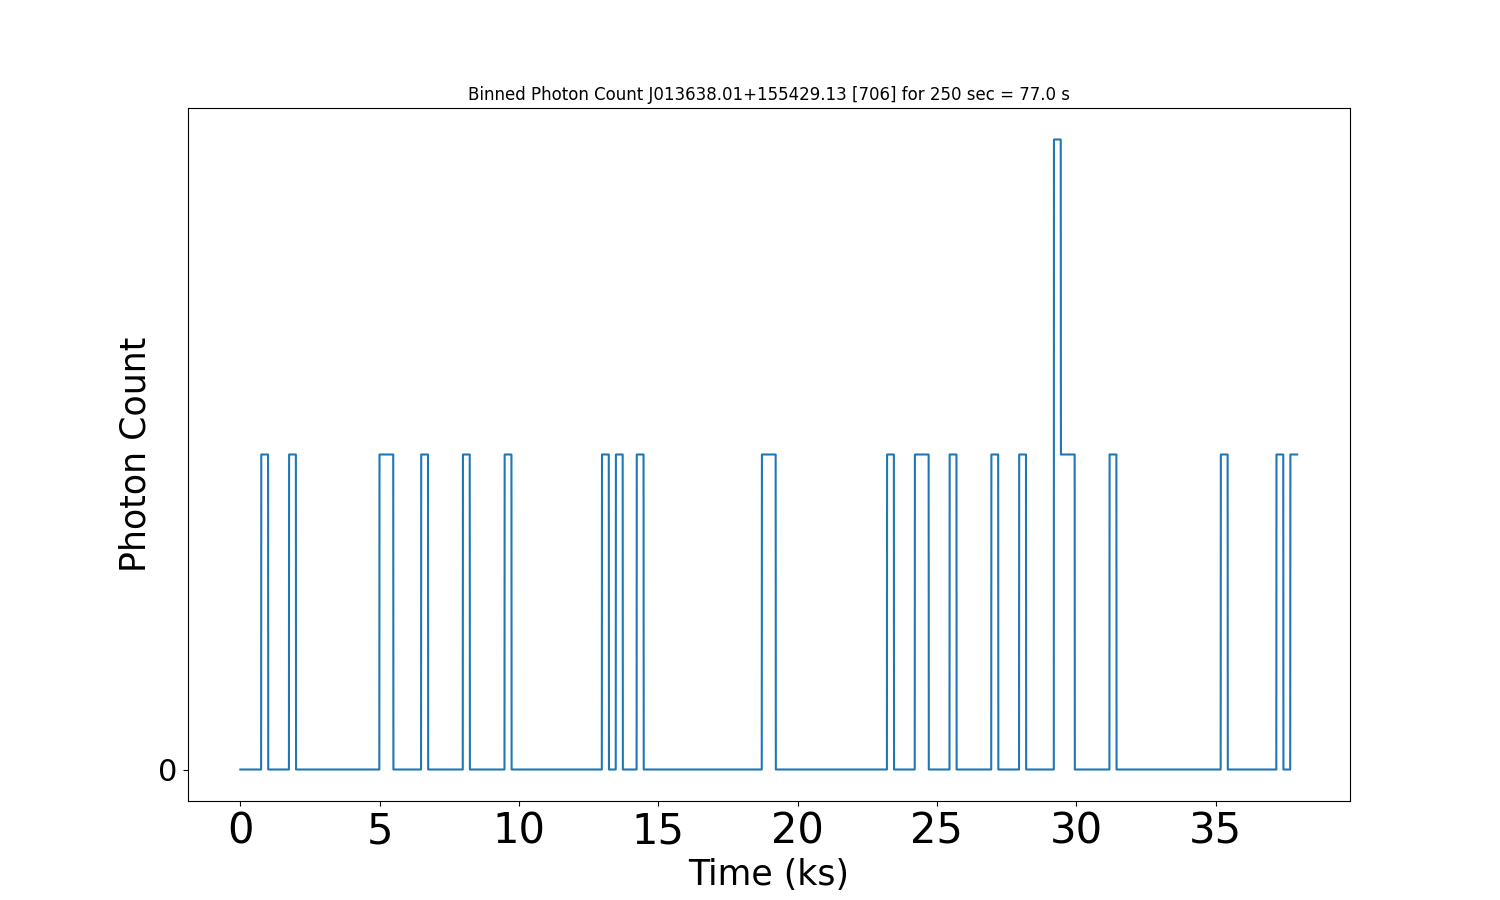 Binned Photon Count J013638.01+155429.13 [706] for 250 sec = 77.0 s
Photon Count
0
0 5 10 15 20 25 30 35
Time (ks)